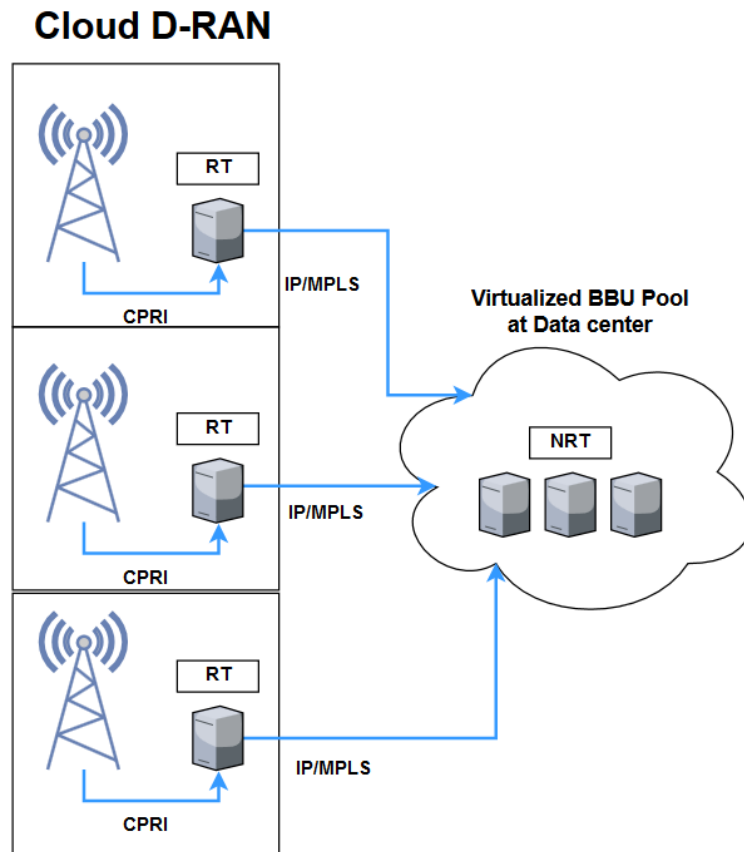 Cloud D-RAN
RT
CPRI
IP/MPLS
RT
CPRI
IP/MPLS
RT
CPRI
IP/MPLS
Virtualized BBU Pool
at Data center
NRT